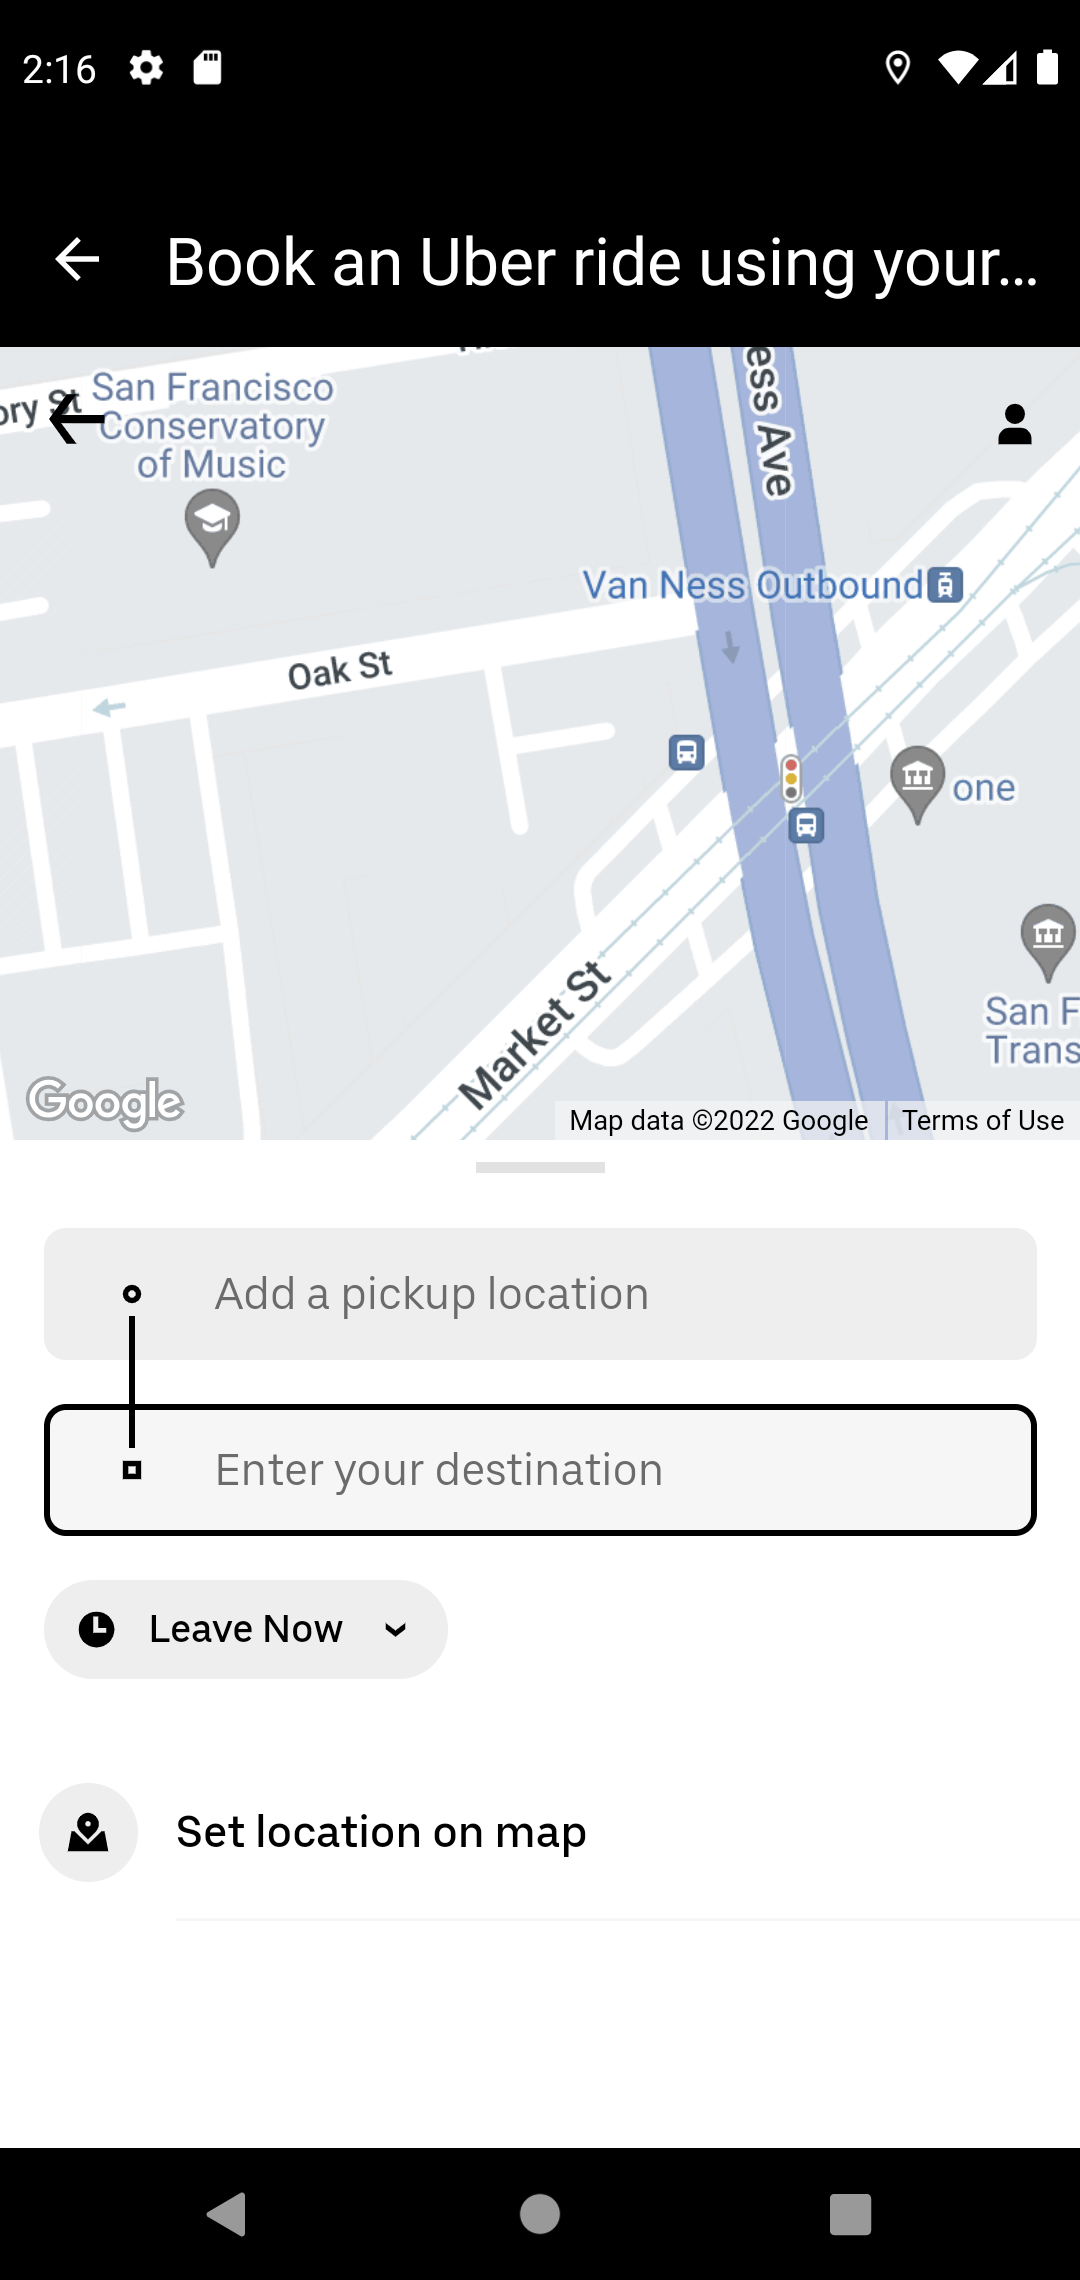 2:16
Book an Uber ride using your...
ory St
San Francisco
Conservatory
of Music
ess Ave
Van Ness Outbound
Oak St
one
Market St
San F
Trans
Google
Map data ©2022 Google
Terms of Use
Add a pickup location
Enter your destination
Leave Now
Set location on map